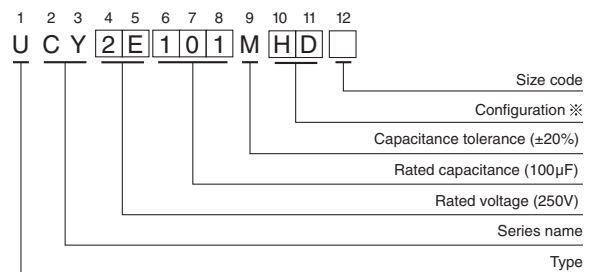 1 2 3 4 5 6 7 8 9 10 11 12
U C Y 2 E 1 0 1 M H D
Size code
Configuration ※
Capacitance tolerance (±20%)
Rated capacitance (100µF)
Rated voltage (250V)
Series name
Type